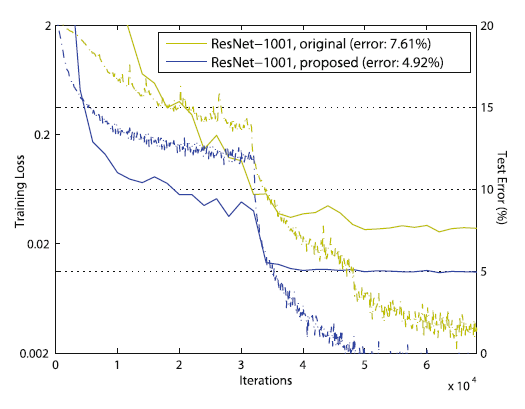 2
20
ResNet−1001, original (error: 7.61%)
ResNet−1001, proposed (error: 4.92%)
15
0.2
Training Loss
Test Error (%)
10
0.02
5
0.002
0
0
1
2
3
4
5
6
Iterations
x 10^4